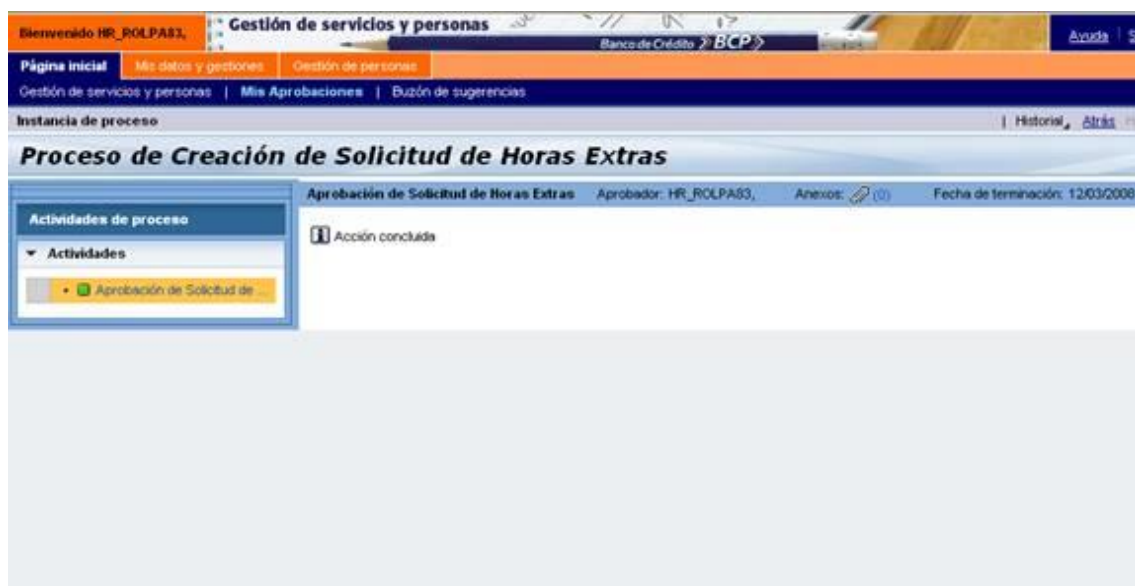 Bienvenido HR_ROLPA83,
Gestión de servicios y personas
Banco de Crédito BCP
Ayuda
Página inicial
Mis datos y gestiones
Gestión de personas
Gestión de servicios y personas | Mis Aprobaciones | Buzón de sugerencias
Instancia de proceso
| Historial, Atrás
Proceso de Creación de Solicitud de Horas Extras
Aprobación de Solicitud de Horas Extras
Aprobador: HR_ROLPA83,
Anexos: (0)
Fecha de terminación: 12/03/2008
Actividades de proceso
Actividades
Acción concluida
• Aprobación de Solicitud de ...